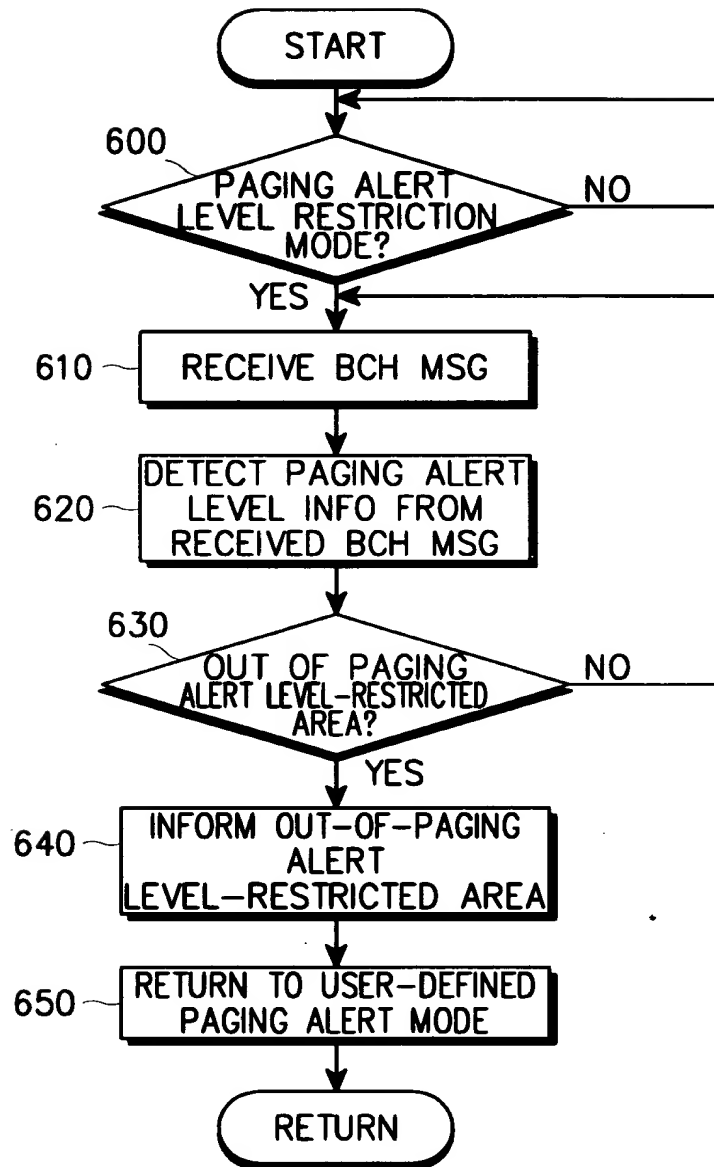 START
600
PAGING ALERT
LEVEL RESTRICTION
MODE?
NO
YES
610
RECEIVE BCH MSG
620
DETECT PAGING ALERT
LEVEL INFO FROM
RECEIVED BCH MSG
630
OUT OF PAGING
ALERT LEVEL-RESTRICTED
AREA?
NO
YES
640
INFORM OUT-OF-PAGING
ALERT
LEVEL-RESTRICTED AREA
650
RETURN TO USER-DEFINED
PAGING ALERT MODE
RETURN